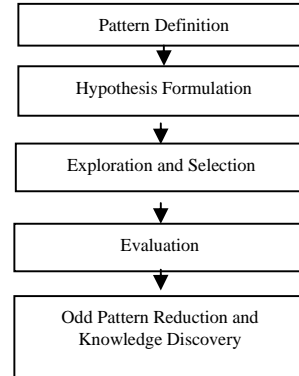 Pattern Definition
Hypothesis Formulation
Exploration and Selection
Evaluation
Odd Pattern Reduction and
Knowledge Discovery